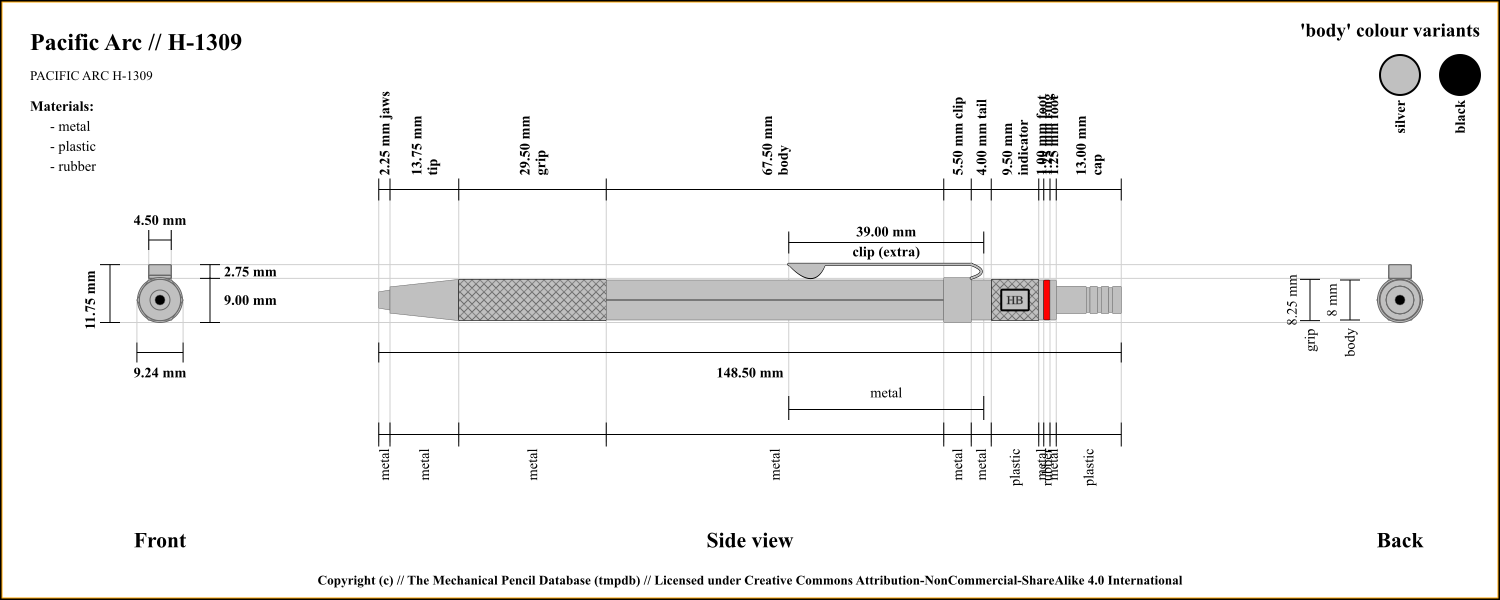 Pacific Arc // H-1309
PACIFIC ARC H-1309
Materials:
- metal
- plastic
- rubber
'body' colour variants
silver
black
2.25 mm jaws
13.75 mm
tip
29.50 mm
grip
67.50 mm
body
5.50 mm clip
4.00 mm tail
9.50 mm
indicator
1.00 mm foot
1.25 mm foot
13.00 mm
cap
4.50 mm
11.75 mm
2.75 mm
9.00 mm
9.24 mm
39.00 mm
clip (extra)
HB
148.50 mm
metal
8.25 mm
grip
8 mm
body
metal
metal
metal
metal
metal
metal
plastic
metal
rubber
metal
plastic
Front
Side view
Back
Copyright (c) // The Mechanical Pencil Database (tmpdb) // Licensed under Creative Commons Attribution-NonCommercial-ShareAlike 4.0 International